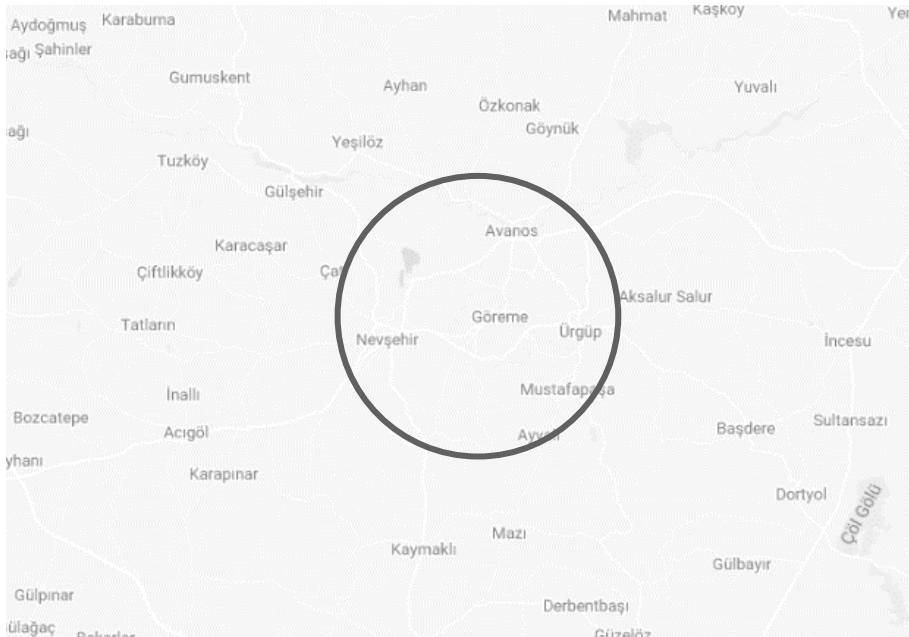 Aydoğmuş
Karaburna
Mahmat
Kaşköy
Şahinler
Gumuskent
Ayhan
Yuvalı
Özkonak
Göynük
Yeşilöz
Tuzköy
Gülşehir
Avanos
Karacaşar
Çiftlikköy
Aksalur Salur
Göreme
Tatların
Ürgüp
Nevşehir
İncesu
Mustafapaşa
İnallı
Bozcatepe
Sultansazı
Başdere
Acıgöl
Ayvalı
Karapınar
Dortyol
Çöl Gölü
Mazı
Kaymaklı
Gülbayır
Gülpınar
Derbentbaşı
Güzelöz